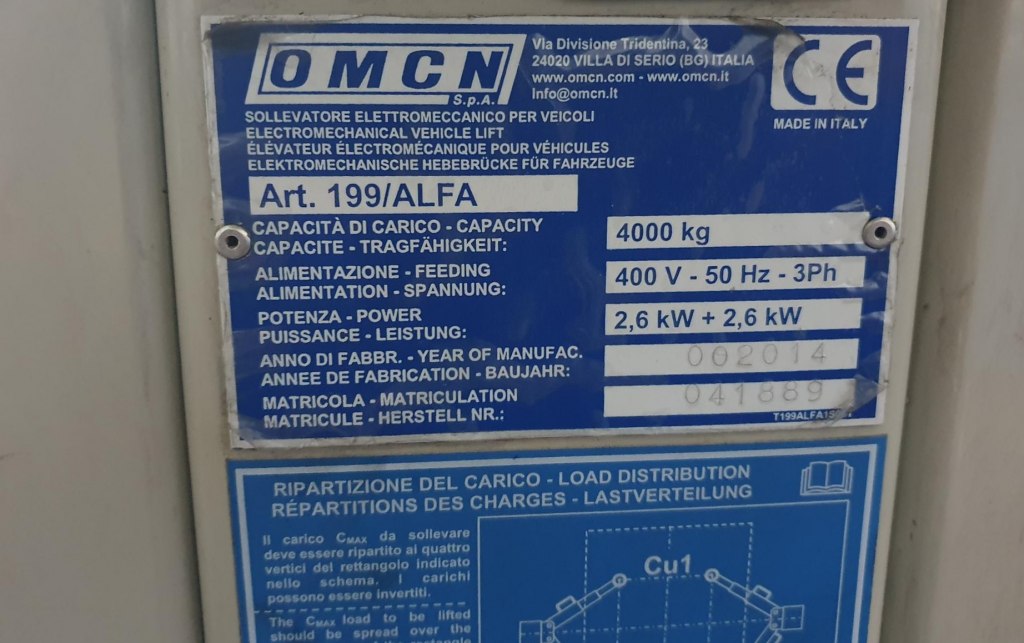 OMCN
S.p.A.
Via Divisione Tridentina, 23
24020 VILLA DI SERIO (BG) ITALIA
www.omcn.com - www.omcn.it
Info@omcn.it
CE
MADE IN ITALY
SOLLEVATORE ELETTROMECCANICO PER VEICOLI
ELECTROMECHANICAL VEHICLE LIFT
ÉLÉVATEUR ÉLECTROMÉCANIQUE POUR VÉHICULES
ELEKTROMECHANISCHE HEBEBRÜCKE FÜR FAHRZEUGE
Art. 199/ALFA
CAPACITÀ DI CARICO - CAPACITY
CAPACITE - TRAGFÄHIGKEIT:
4000 kg
ALIMENTAZIONE - FEEDING
ALIMENTATION - SPANNUNG:
400 V - 50 Hz - 3Ph
POTENZA - POWER
PUISSANCE - LEISTUNG:
2,6 kW + 2,6 kW
ANNO DI FABBR. - YEAR OF MANUFAC.
ANNEE DE FABRICATION - BAUJAHR:
002014
MATRICOLA - MATRICULATION
MATRICULE - HERSTELL NR.:
041889
RIPARTIZIONE DEL CARICO - LOAD DISTRIBUTION
RÉPARTITIONS DES CHARGES - LASTVERTEILUNG
Il carico CMAX da sollevare
deve essere ripartito ai quattro
vertici del rettangolo indicato
nello schema. I carichi
possono essere invertiti.
The CMAX load to be lifted
should be spread over the
Cu1